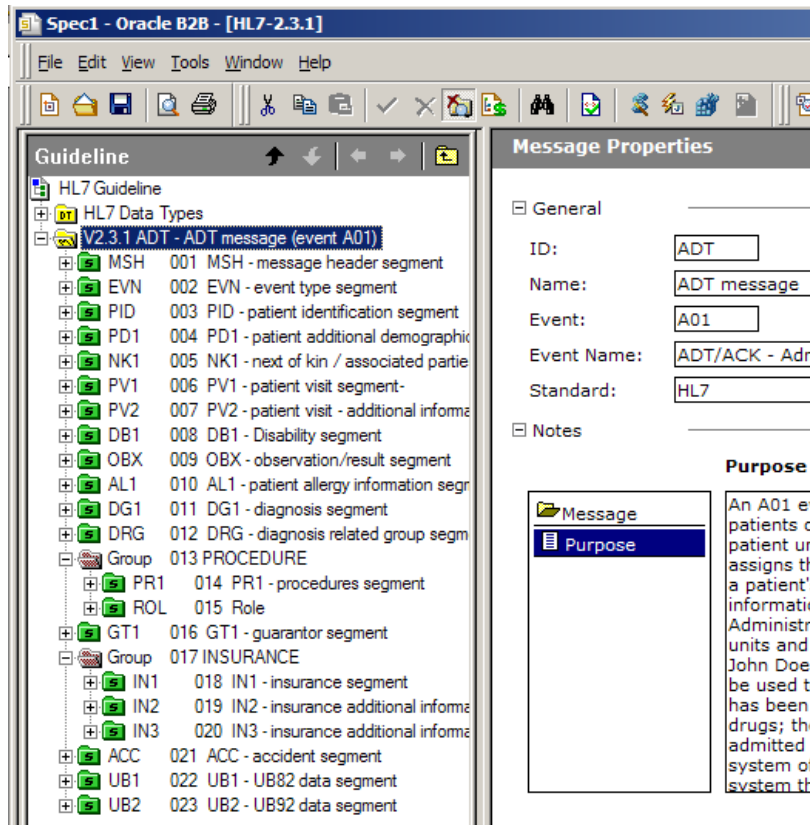 Spec1 - Oracle B2B - [HL7-2.3.1]
File Edit View Tools Window Help
Guideline
HL7 Guideline
DT HL7 Data Types
V2.3.1 ADT - ADT message (event A01)
S MSH 001 MSH - message header segment
S EVN 002 EVN - event type segment
S PID 003 PID - patient identification segment
S PD1 004 PD1 - patient additional demographic
S NK1 005 NK1 - next of kin / associated partie
S PV1 006 PV1 - patient visit segment-
S PV2 007 PV2 - patient visit - additional informa
S DB1 008 DB1 - Disability segment
S OBX 009 OBX - observation/result segment
S AL1 010 AL1 - patient allergy information segr
S DG1 011 DG1 - diagnosis segment
S DRG 012 DRG - diagnosis related group segm
Group 013 PROCEDURE
S PR1 014 PR1 - procedures segment
S ROL 015 Role
S GT1 016 GT1 - guarantor segment
Group 017 INSURANCE
S IN1 018 IN1 - insurance segment
S IN2 019 IN2 - insurance additional informa
S IN3 020 IN3 - insurance additional informa
S ACC 021 ACC - accident segment
S UB1 022 UB1 - UB82 data segment
S UB2 023 UB2 - UB92 data segment
Message Properties
General
ID: ADT
Name: ADT message
Event: A01
Event Name: ADT/ACK - Adr
Standard: HL7
Notes
Message
Purpose
Purpose
An A01 e
patients
patient ur
assigns th
a patient'
informatio
Administr
units and
John Doe
be used t
has been
drugs; the
admitted
system of
system th